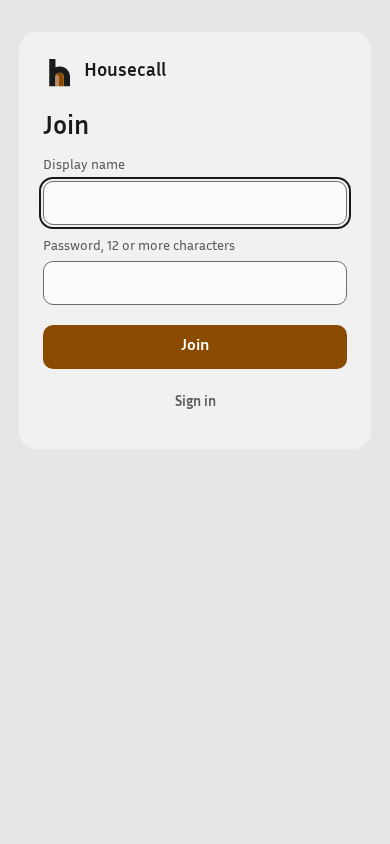 Housecall
Join
Display name
Password, 12 or more characters
Join
Sign in